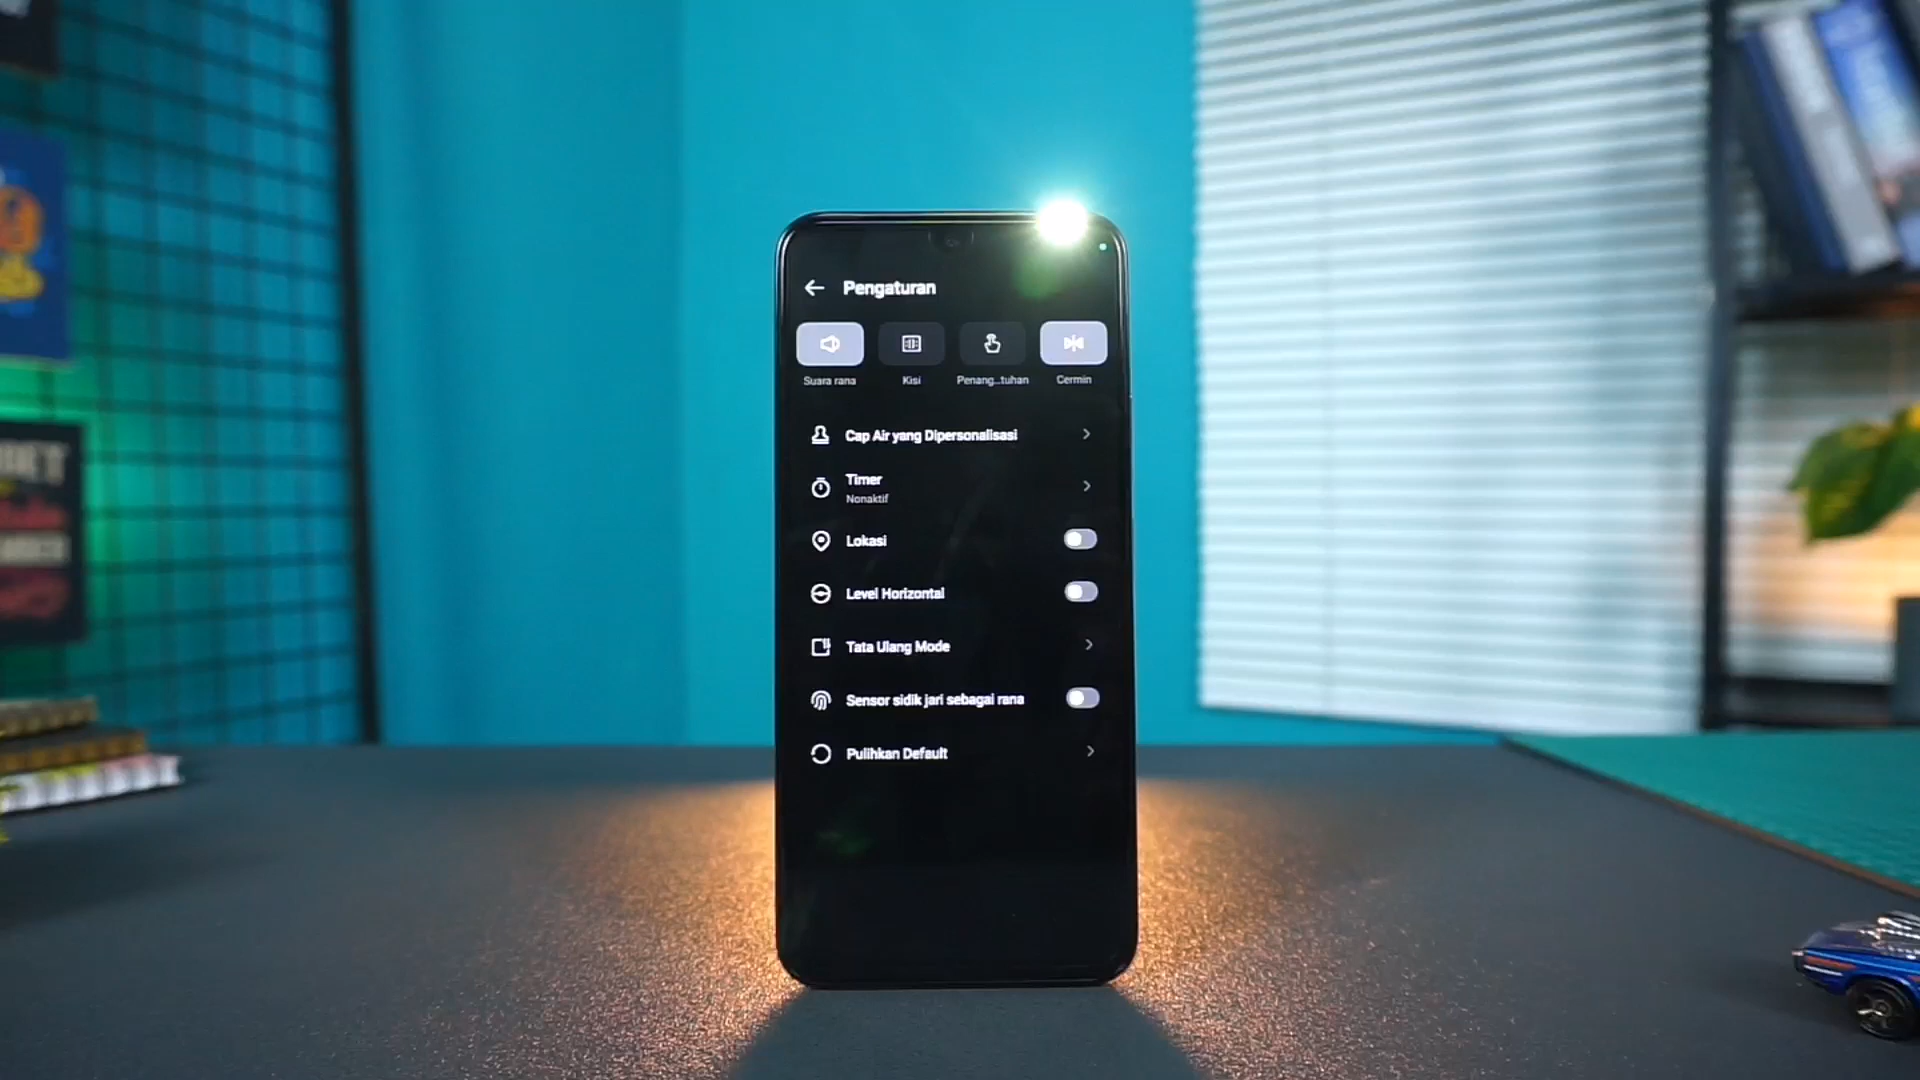 Pengaturan
Suara rana
Kisi
Penang...tuhan
Cermin
Cap Air yang Dipersonalisasi
Timer
Nonaktif
Lokasi
Level Horizontal
Tata Ulang Mode
Sensor sidik jari sebagai rana
Pulihkan Default